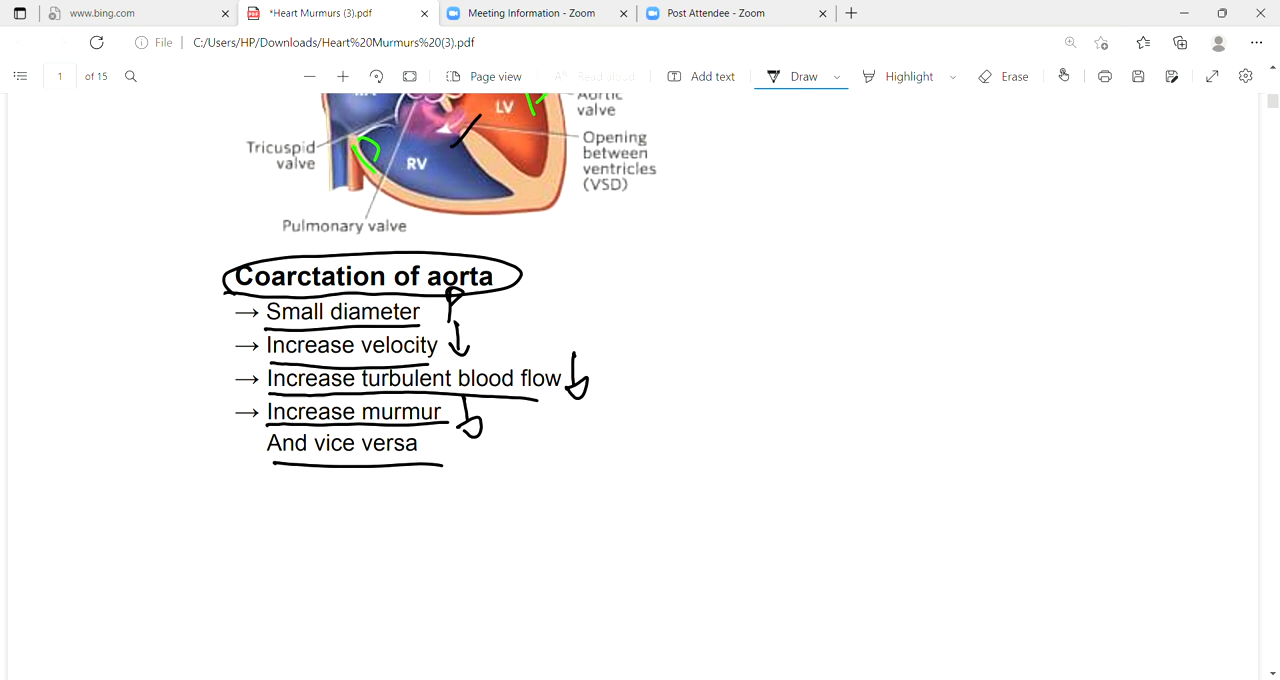 www.bing.com
*Heart Murmurs (3).pdf
Meeting Information - Zoom
Post Attendee - Zoom
File
C:/Users/HP/Downloads/Heart%20Murmurs%20(3).pdf
1 of 15
Page view
Read aloud
Add text
Draw
Highlight
Erase
Aortic
valve
LV
Opening
between
ventricles
(VSD)
Tricuspid
valve
RV
Pulmonary valve
Coarctation of aorta
→ Small diameter
→ Increase velocity
→ Increase turbulent blood flow
→ Increase murmur
And vice versa